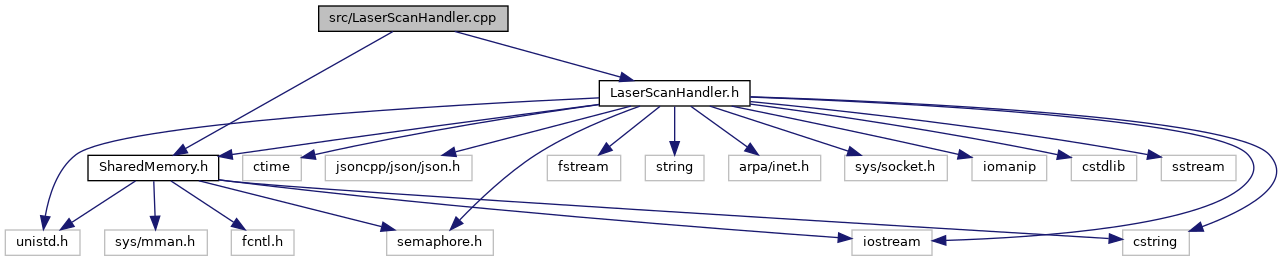 src/LaserScanHandler.cpp
LaserScanHandler.h
SharedMemory.h
ctime
jsoncpp/json/json.h
fstream
string
arpa/inet.h
sys/socket.h
iomanip
cstdlib
sstream
unistd.h
sys/mman.h
fcntl.h
semaphore.h
iostream
cstring